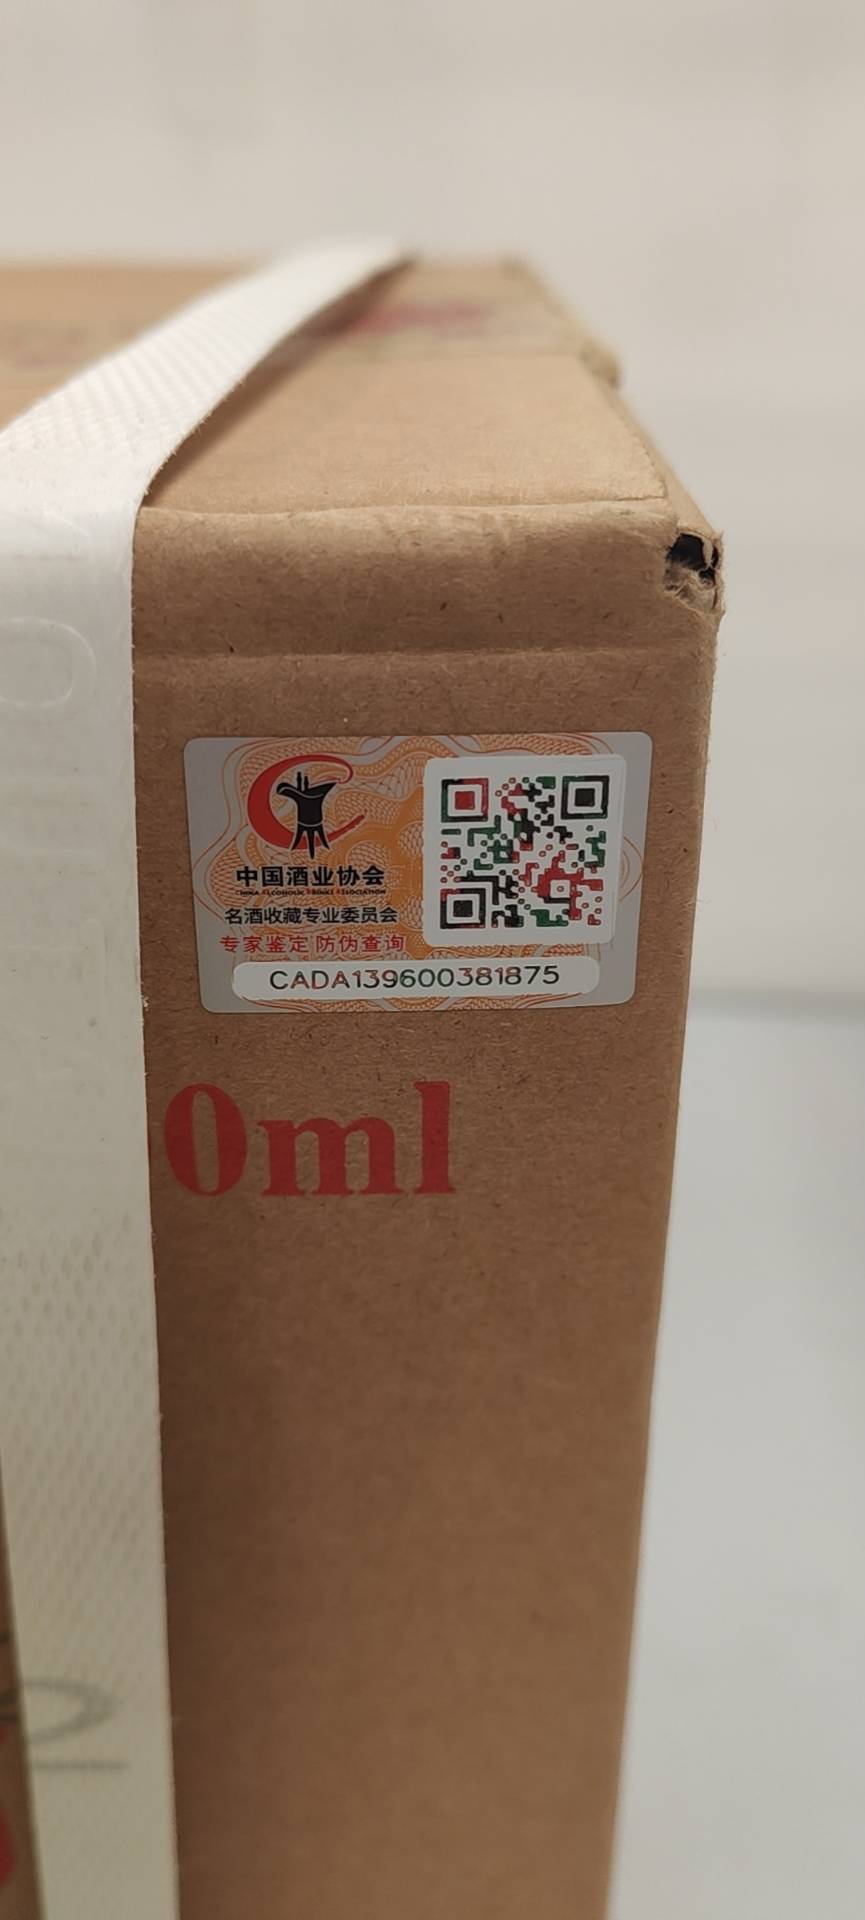 中国酒业协会
CHINA ALCOHOLIC DRINKS ASSOCIATION
名酒收藏专业委员会
专家鉴定 防伪查询
CADA139600381875
0ml